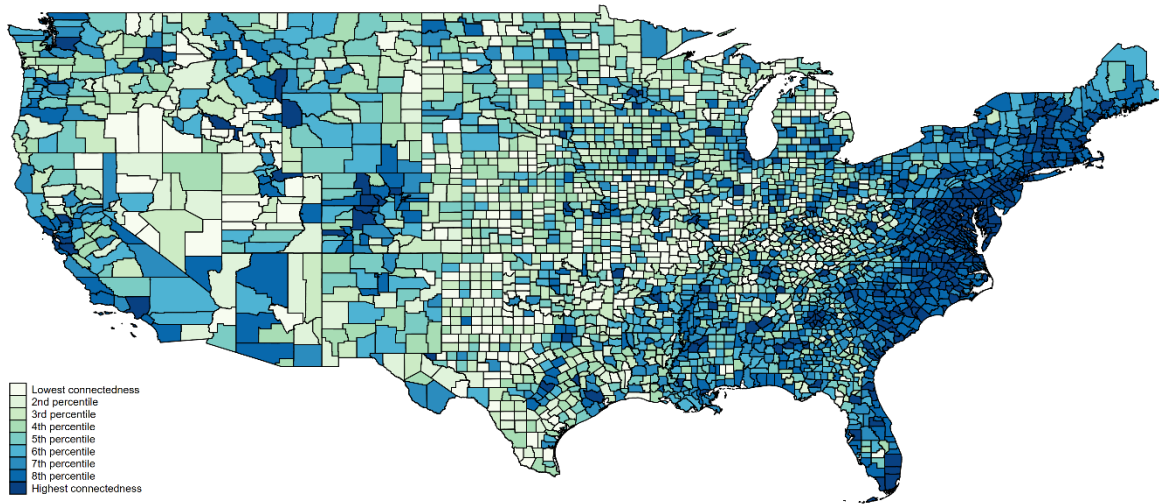 Lowest connectedness
2nd percentile
3rd percentile
4th percentile
5th percentile
6th percentile
7th percentile
8th percentile
Highest connectedness